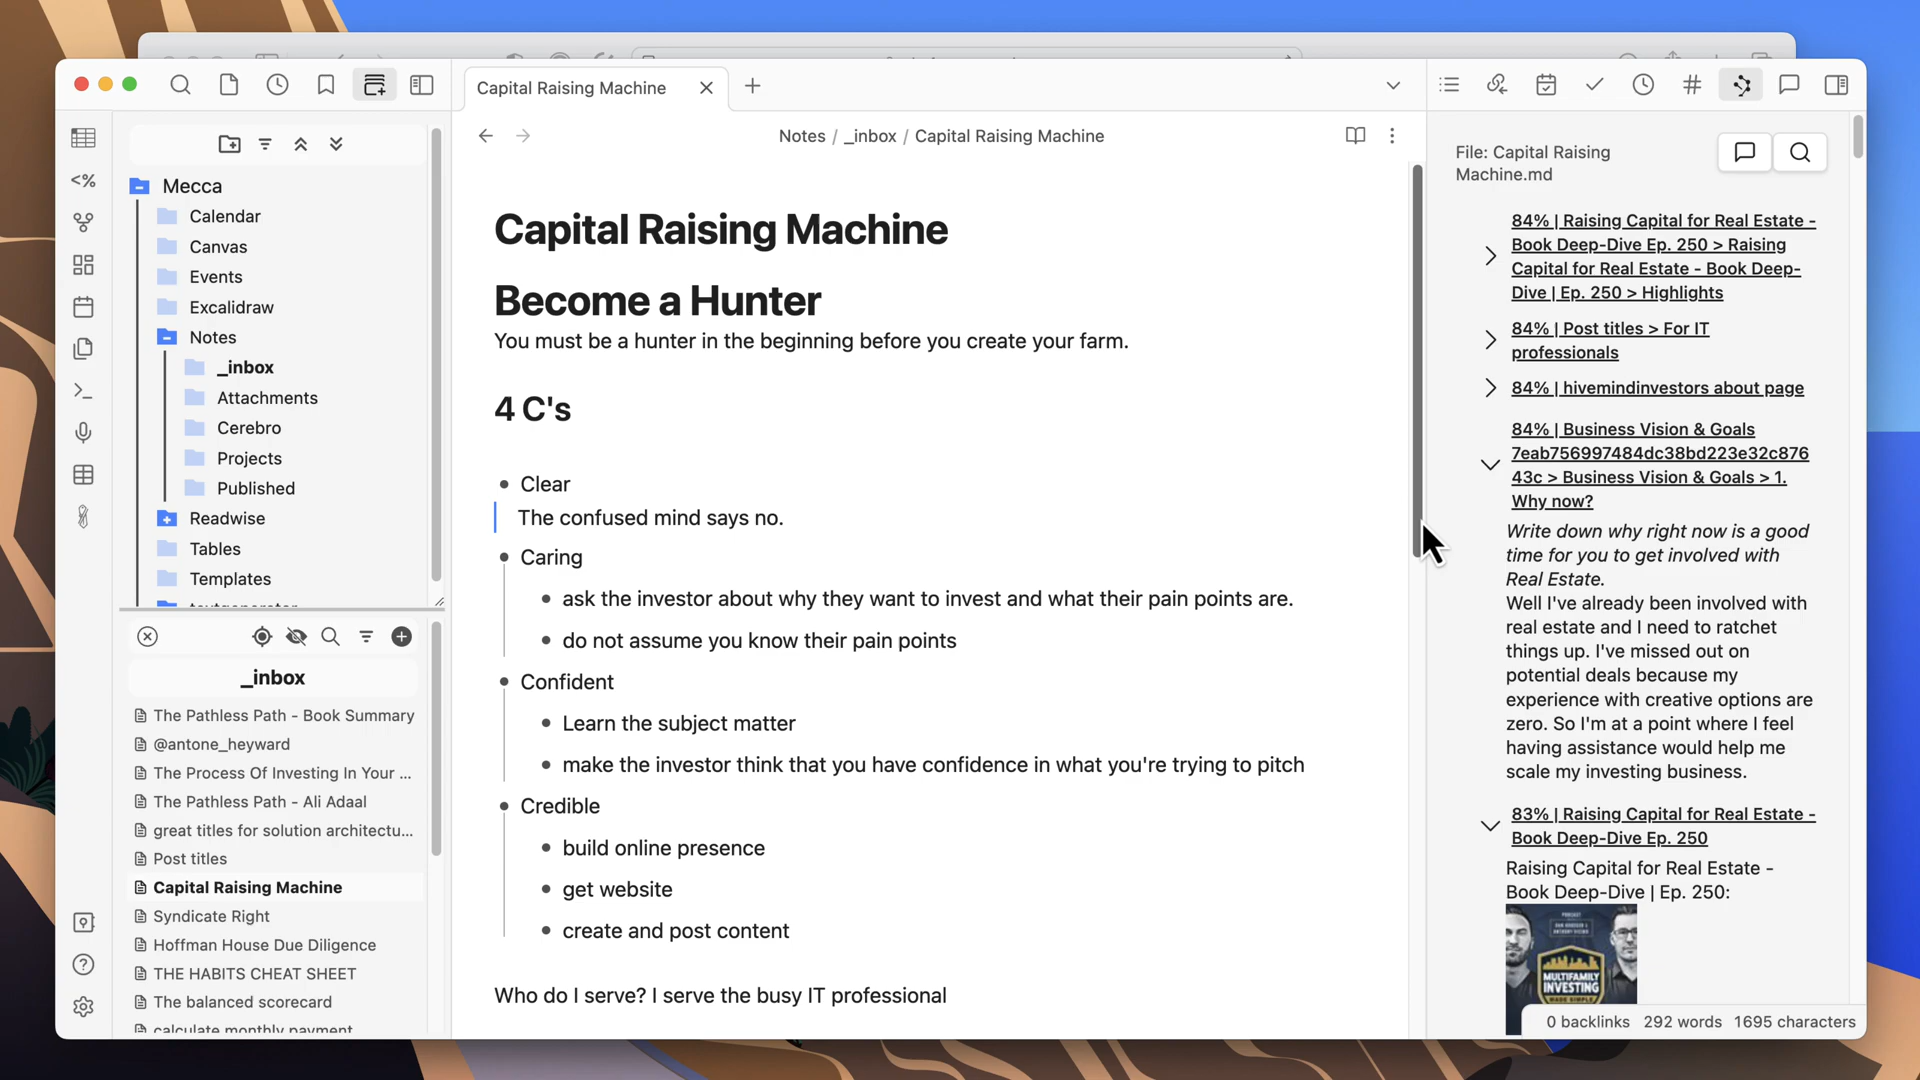 Capital Raising Machine
<%
Mecca
Calendar
Canvas
Events
Excalidraw
Notes
_inbox
Attachments
Cerebro
Projects
Published
Readwise
Tables
Templates
_inbox
The Pathless Path - Book Summary
@antone_heyward
The Process Of Investing In Your ...
The Pathless Path - Ali Adaal
great titles for solution architectu...
Post titles
Capital Raising Machine
Syndicate Right
Hoffman House Due Diligence
THE HABITS CHEAT SHEET
The balanced scorecard
calculate monthly payment
Notes / _inbox / Capital Raising Machine
Capital Raising Machine
Become a Hunter
You must be a hunter in the beginning before you create your farm.
4 C's
Clear
The confused mind says no.
Caring
ask the investor about why they want to invest and what their pain points are.
do not assume you know their pain points
Confident
Learn the subject matter
make the investor think that you have confidence in what you're trying to pitch
Credible
build online presence
get website
create and post content
Who do I serve? I serve the busy IT professional
File: Capital Raising
Machine.md
84% | Raising Capital for Real Estate -
Book Deep-Dive Ep. 250 > Raising
Capital for Real Estate - Book Deep-
Dive | Ep. 250 > Highlights
84% | Post titles > For IT
professionals
84% | hivemindinvestors about page
84% | Business Vision & Goals
7eab756997484dc38bd223e32c876
43c > Business Vision & Goals > 1.
Why now?
Write down why right now is a good
time for you to get involved with
Real Estate.
Well I've already been involved with
real estate and I need to ratchet
things up. I've missed out on
potential deals because my
experience with creative options are
zero. So I'm at a point where I feel
having assistance would help me
scale my investing business.
83% | Raising Capital for Real Estate -
Book Deep-Dive Ep. 250
Raising Capital for Real Estate -
Book Deep-Dive | Ep. 250:
PODCAST
MULTIFAMILY
INVESTING
MADE SIMPLE
0 backlinks 292 words 1695 characters